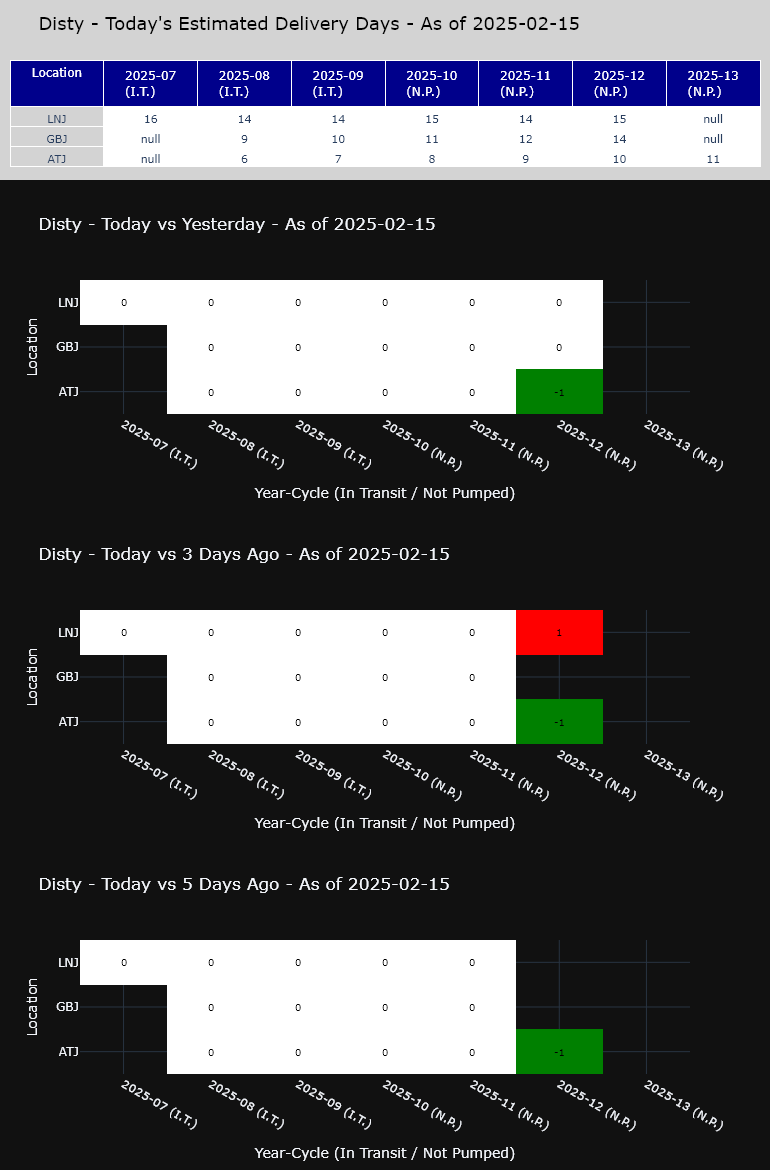 Disty - Today's Estimated Delivery Days - As of 2025-02-15
Location 2025-07 (I.T.) 2025-08 (I.T.) 2025-09 (I.T.) 2025-10 (N.P.) 2025-11 (N.P.) 2025-12 (N.P.) 2025-13 (N.P.)
LNJ 16 14 14 15 14 15 null
GBJ null 9 10 11 12 14 null
ATJ null 6 7 8 9 10 11
Disty - Today vs Yesterday - As of 2025-02-15
Location
LNJ 0 0 0 0 0 0
GBJ 0 0 0 0 0
ATJ 0 0 0 0 -1
2025-07 (I.T.) 2025-08 (I.T.) 2025-09 (I.T.) 2025-10 (N.P.) 2025-11 (N.P.) 2025-12 (N.P.) 2025-13 (N.P.)
Year-Cycle (In Transit / Not Pumped)
Disty - Today vs 3 Days Ago - As of 2025-02-15
Location
LNJ 0 0 0 0 0 1
GBJ 0 0 0 0
ATJ 0 0 0 0 -1
2025-07 (I.T.) 2025-08 (I.T.) 2025-09 (I.T.) 2025-10 (N.P.) 2025-11 (N.P.) 2025-12 (N.P.) 2025-13 (N.P.)
Year-Cycle (In Transit / Not Pumped)
Disty - Today vs 5 Days Ago - As of 2025-02-15
Location
LNJ 0 0 0 0 0
GBJ 0 0 0 0
ATJ 0 0 0 0 -1
2025-07 (I.T.) 2025-08 (I.T.) 2025-09 (I.T.) 2025-10 (N.P.) 2025-11 (N.P.) 2025-12 (N.P.) 2025-13 (N.P.)
Year-Cycle (In Transit / Not Pumped)